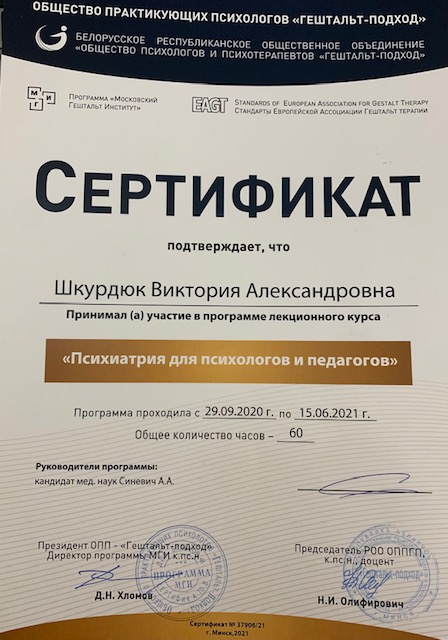 ОБЩЕСТВО ПРАКТИКУЮЩИХ ПСИХОЛОГОВ «ГЕШТАЛЬТ-ПОДХОД»
БЕЛОРУССКОЕ РЕСПУБЛИКАНСКОЕ ОБЩЕСТВЕННОЕ ОБЪЕДИНЕНИЕ
«ОБЩЕСТВО ПСИХОЛОГОВ И ПСИХОТЕРАПЕВТОВ «ГЕШТАЛЬТ-ПОДХОД»
М И
Г
Программа «Московский
Гештальт Институт»
EAGT
Standards of European Association for Gestalt Therapy
Стандарты Европейской Ассоциации Гештальт терапии
Сертификат
подтверждает, что
Шкурдюк Виктория Александровна
Принимал (а) участие в программе лекционного курса
«Психиатрия для психологов и педагогов»
Программа проходила с 29.09.2020 г. по 15.06.2021 г.
Общее количество часов – 60
Руководители программы:
кандидат мед. наук Синевич А.А.
Президент ОПП - «Гештальт-подход»
Директор программы МГИ к.пс.н.
Д.Н. Хломов
Председатель РОО ОППГП,
к.пс.н., доцент
Н.И. Олифирович
ПРОГРАММА
МГИ
Сертификат № 37906/21
г. Минск,2021